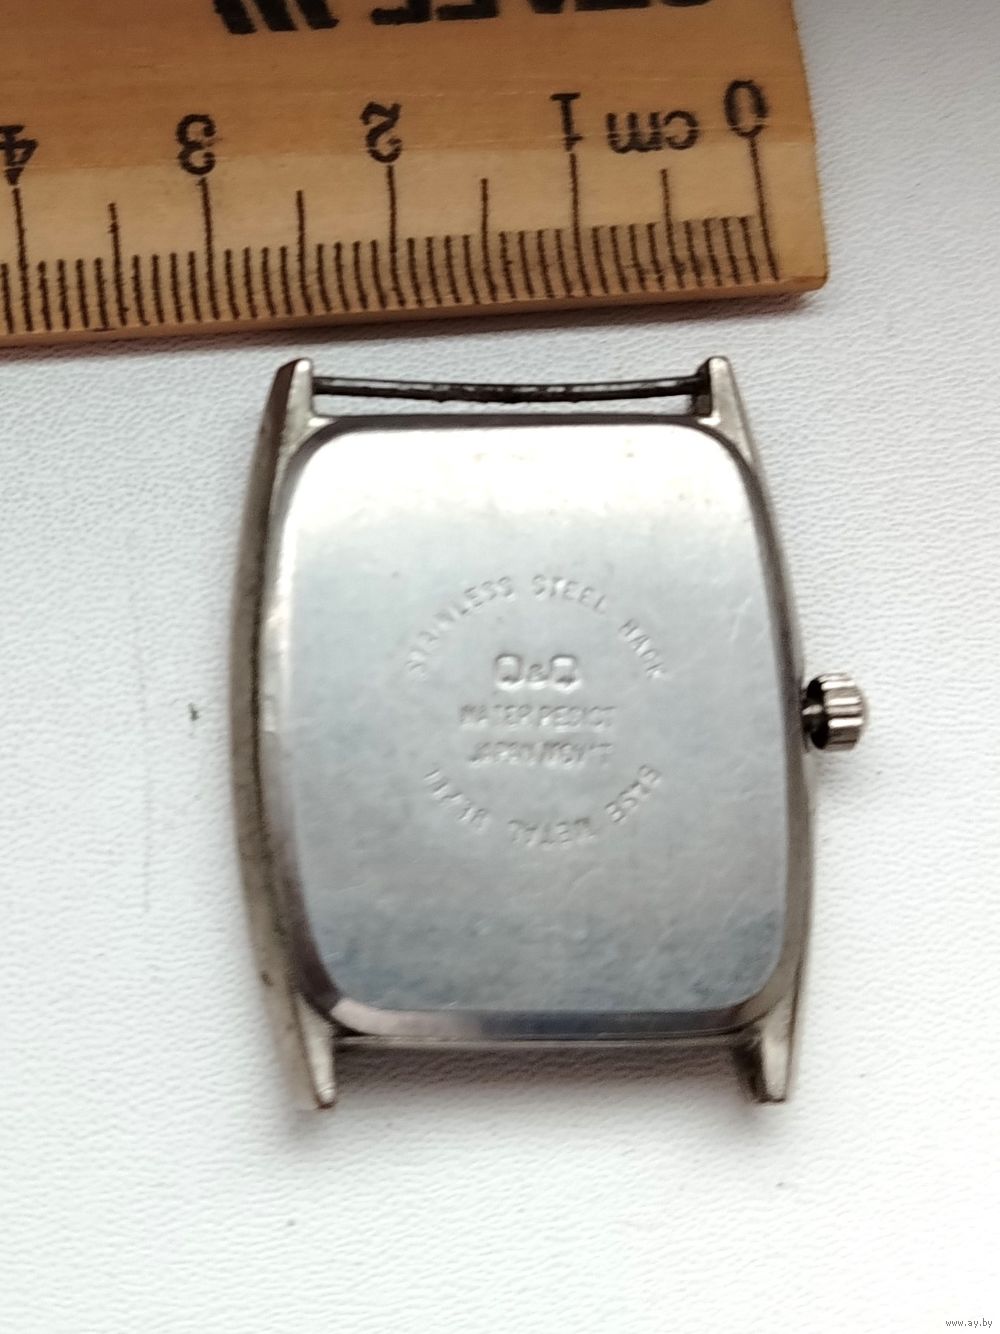 4 3 2 1 cm 0
STAINLESS STEEL BACK
Q&Q
WATER RESIST
JAPAN MOV'T
BASE METAL BEZEL
www.ay.by